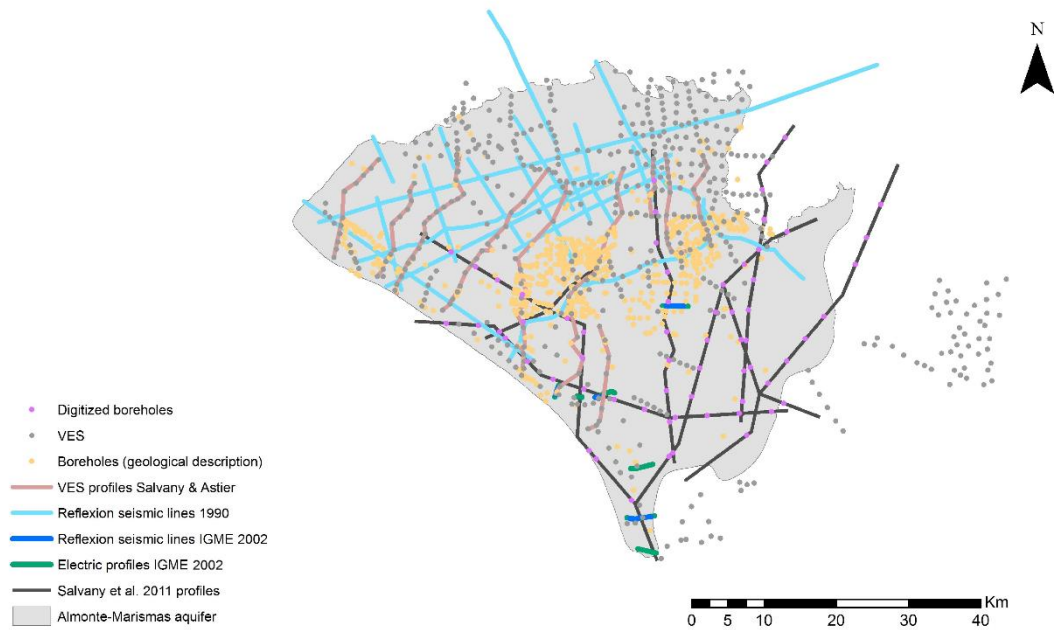 N
Digitized boreholes
VES
Boreholes (geological description)
VES profiles Salvany & Astier
Reflexion seismic lines 1990
Reflexion seismic lines IGME 2002
Electric profiles IGME 2002
Salvany et al. 2011 profiles
Almonte-Marismas aquifer
Km
0 5 10 20 30 40